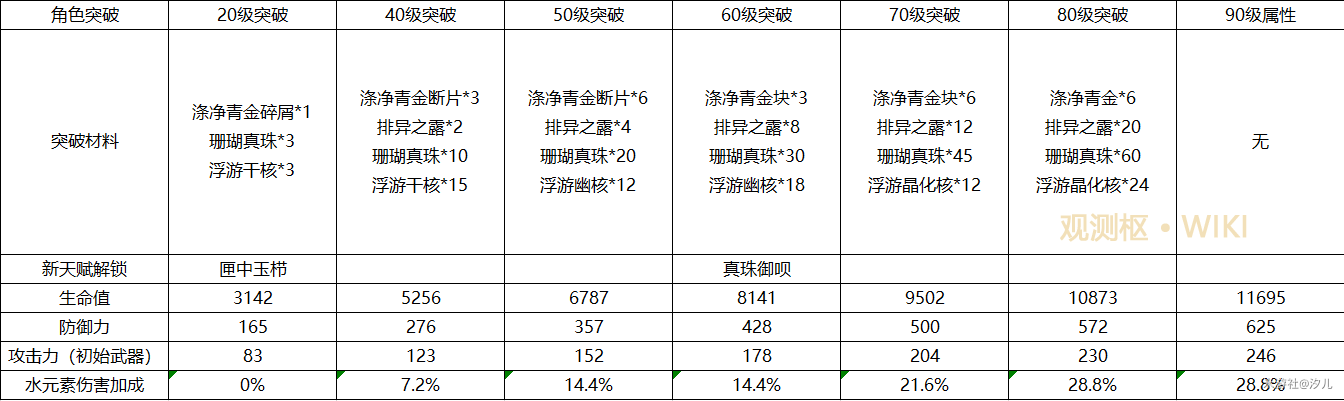 角色突破 20级突破 40级突破 50级突破 60级突破 70级突破 80级突破 90级属性
突破材料
涤净青金碎屑*1
珊瑚真珠*3
浮游干核*3
涤净青金断片*3
排异之露*2
珊瑚真珠*10
浮游干核*15
涤净青金断片*6
排异之露*4
珊瑚真珠*20
浮游幽核*12
涤净青金块*3
排异之露*8
珊瑚真珠*30
浮游幽核*18
涤净青金块*6
排异之露*12
珊瑚真珠*45
浮游晶化核*12
涤净青金*6
排异之露*20
珊瑚真珠*60
浮游晶化核*24
无
观测枢·WIKI
新天赋解锁 匣中玉栉 真珠御呗
生命值 3142 5256 6787 8141 9502 10873 11695
防御力 165 276 357 428 500 572 625
攻击力（初始武器） 83 123 152 178 204 230 246
水元素伤害加成 0% 7.2% 14.4% 14.4% 21.6% 28.8% 28.8%
@汐儿